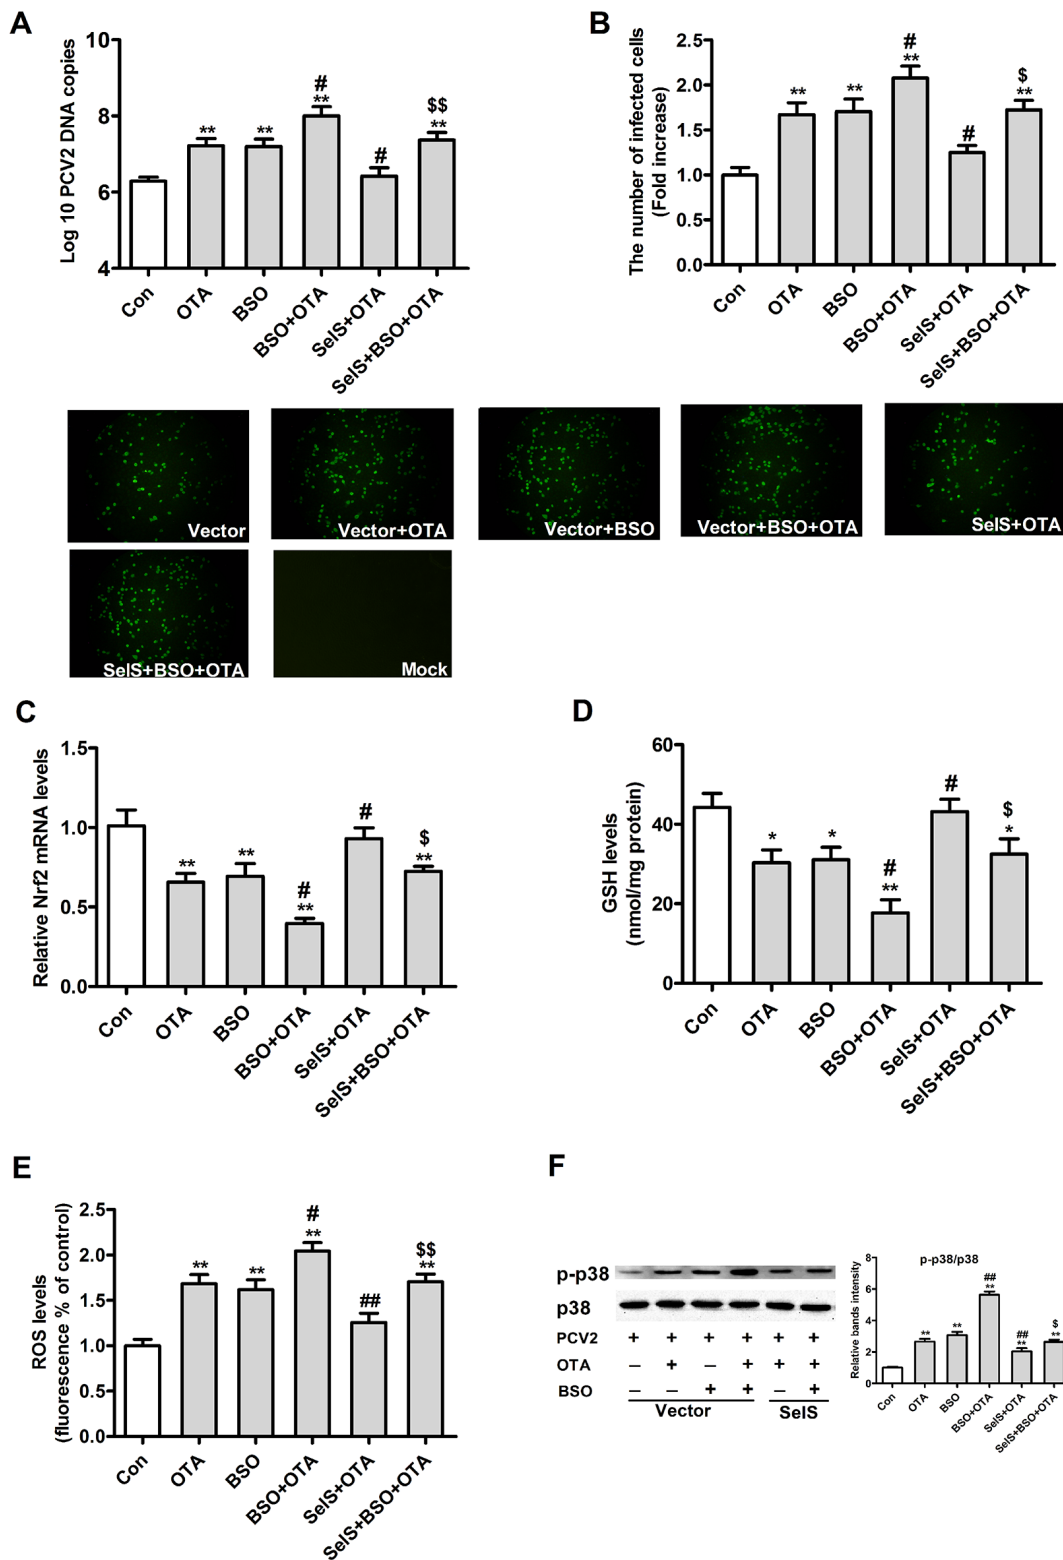 A
Log 10 PCV2 DNA copies
10
8
6
4
**
**
#
**
#
$$
**
Con
OTA
BSO
BSO+OTA
SelS+OTA
SelS+BSO+OTA
B
The number of infected cells
(Fold increase)
2.5
2.0
1.5
1.0
0.5
0.0
**
**
#
**
#
$
**
Con
OTA
BSO
BSO+OTA
SelS+OTA
SelS+BSO+OTA
Vector
Vector+OTA
Vector+BSO
Vector+BSO+OTA
SelS+OTA
SelS+BSO+OTA
Mock
C
Relative Nrf2 mRNA levels
1.5
1.0
0.5
0.0
**
**
#
**
#
$
**
Con
OTA
BSO
BSO+OTA
SelS+OTA
SelS+BSO+OTA
D
GSH levels
(nmol/mg protein)
60
40
20
0
*
*
#
**
#
$
*
Con
OTA
BSO
BSO+OTA
SelS+OTA
SelS+BSO+OTA
E
ROS levels
(fluorescence % of control)
2.5
2.0
1.5
1.0
0.5
0.0
**
**
#
**
##
$$
**
Con
OTA
BSO
BSO+OTA
SelS+OTA
SelS+BSO+OTA
F
p-p38
p38
PCV2 + + + + + +
OTA – + – + + +
BSO – – + + – +
Vector SelS
p-p38/p38
Relative bands intensity
8
6
4
2
0
**
**
##
**
##
**
$
**
Con
OTA
BSO
BSO+OTA
SelS+OTA
SelS+BSO+OTA